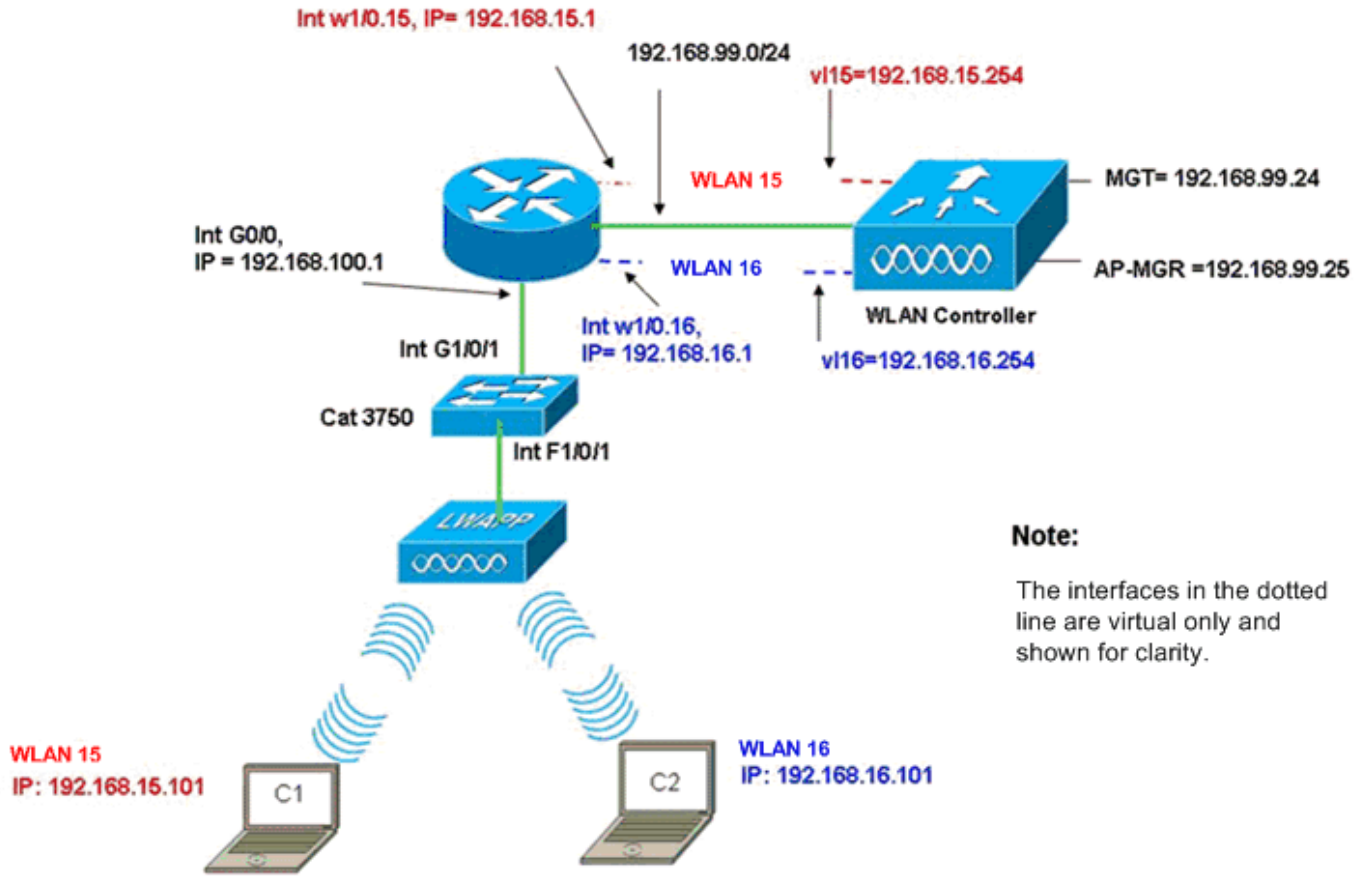 Int w1/0.15, IP= 192.168.15.1
192.168.99.0/24
vl15=192.168.15.254
WLAN 15
MGT= 192.168.99.24
Int G0/0,
IP = 192.168.100.1
WLAN 16
AP-MGR =192.168.99.25
WLAN Controller
Int w1/0.16,
IP= 192.168.16.1
vl16=192.168.16.254
Int G1/0/1
Cat 3750
Int F1/0/1
LWAPP
Note:
The interfaces in the dotted
line are virtual only and
shown for clarity.
WLAN 15
IP: 192.168.15.101
C1
C2
WLAN 16
IP: 192.168.16.101